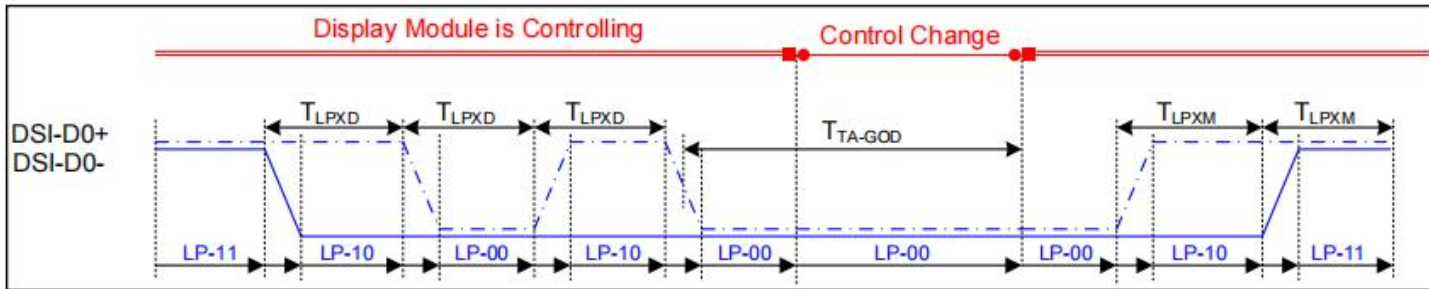 Display Module is Controlling Control Change
TLPXD TLPXD TLPXD TLPXM TLPXM
DSI-D0+ TTA-GOD
DSI-D0-
LP-11 LP-10 LP-00 LP-10 LP-00 LP-00 LP-00 LP-10 LP-11